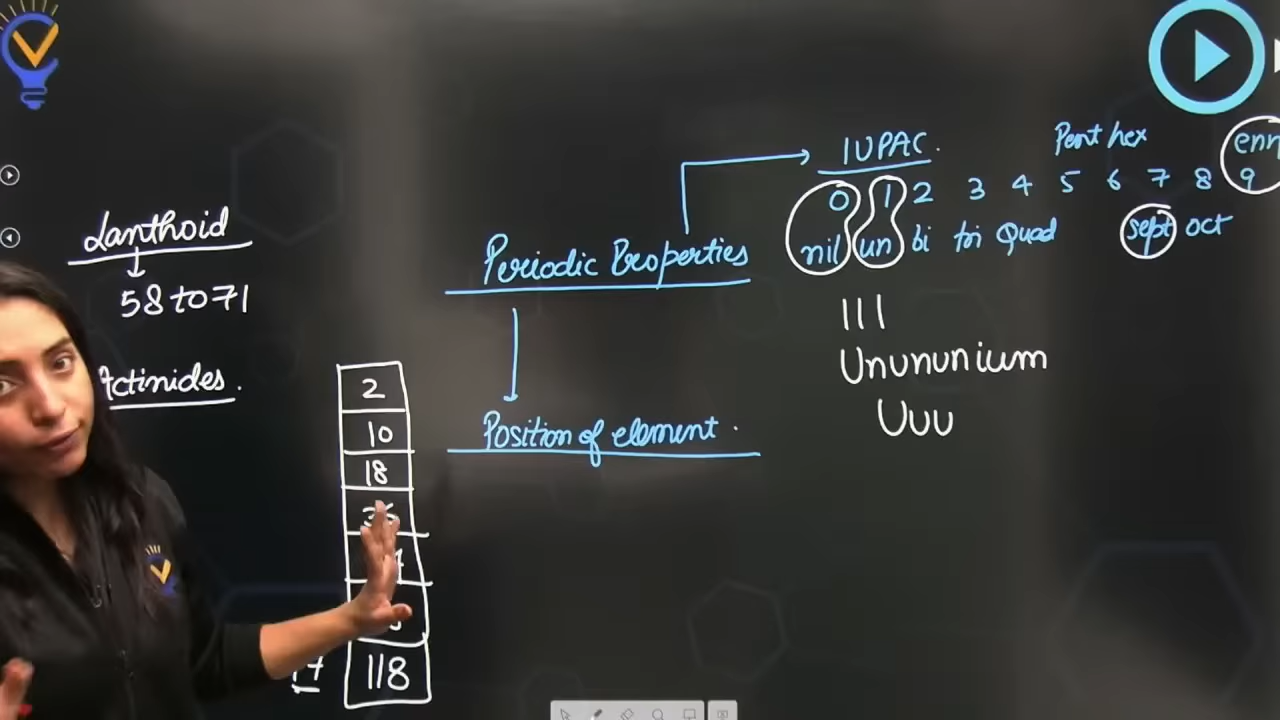 IUPAC.
Pent hex
enn
0 1 2 3 4 5 6 7 8 9
nil un bi tri Quad sept oct
Lanthoid
58 to 71
Periodic Properties
111
Unununium
Uuu
Actinides.
Position of element.
2
10
18
118